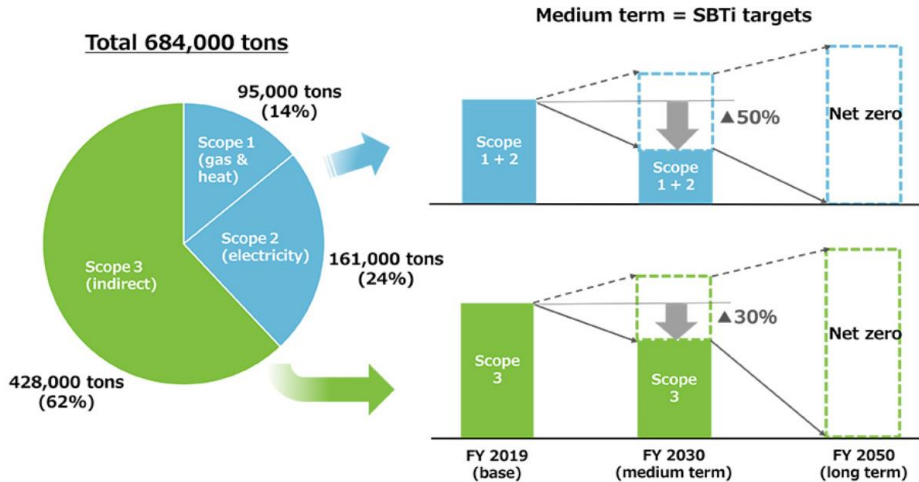 Total 684,000 tons
95,000 tons
(14%)
Scope 1
(gas &
heat)
Scope 2
(electricity)
161,000 tons
(24%)
Scope 3
(indirect)
428,000 tons
(62%)
Medium term = SBTi targets
Scope
1 + 2
▲50%
Scope
1 + 2
Net zero
Scope
3
▲30%
Scope
3
Net zero
FY 2019
(base)
FY 2030
(medium term)
FY 2050
(long term)